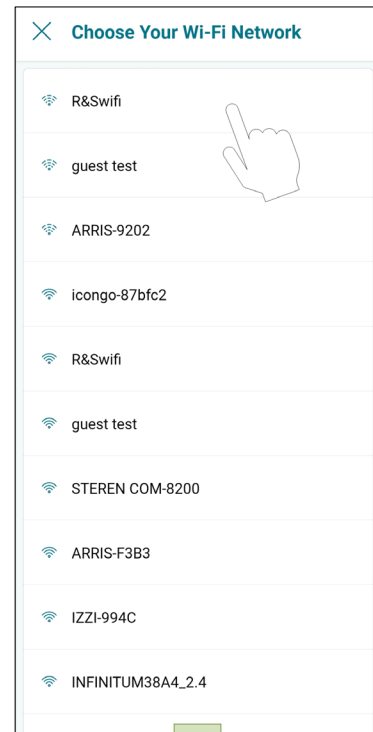 Choose Your Wi-Fi Network
R&Swifi
guest test
ARRIS-9202
icongo-87bfc2
R&Swifi
guest test
STEREN COM-8200
ARRIS-F3B3
IZZI-994C
INFINITUM38A4_2.4